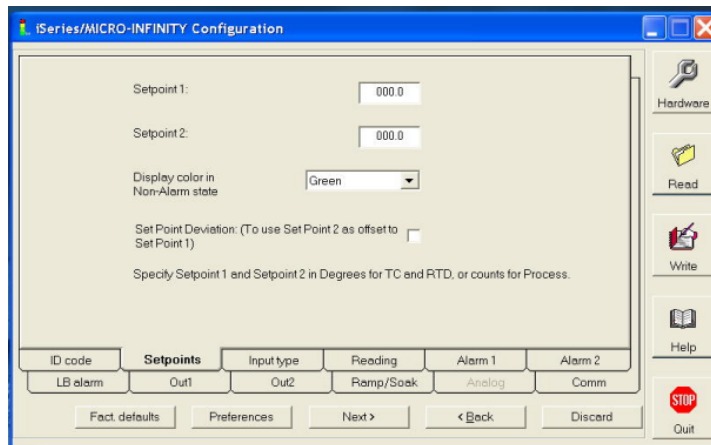 iSeries/MICRO-INFINITY Configuration
Setpoint 1:
000.0
Setpoint 2:
000.0
Display color in
Non-Alarm state
Green
Set Point Deviation: (To use Set Point 2 as offset to
Set Point 1)
Specify Setpoint 1 and Setpoint 2 in Degrees for TC and RTD, or counts for Process.
ID code
Setpoints
Input type
Reading
Alarm 1
Alarm 2
LB alarm
Out1
Out2
Ramp/Soak
Analog
Comm
Fact. defaults
Preferences
Next >
< Back
Discard
Hardware
Read
Write
Help
STOP
Quit